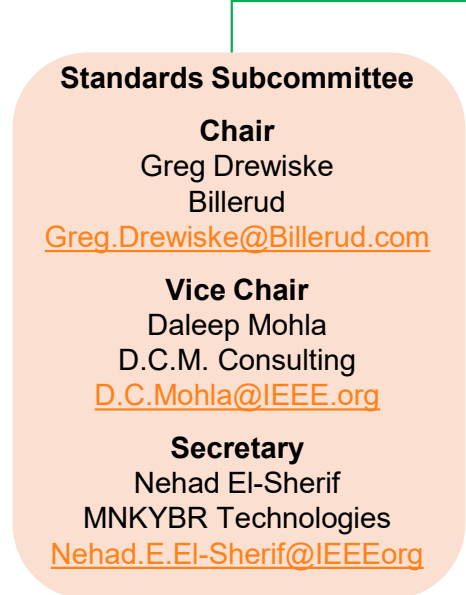 Standards Subcommittee
Chair
Greg Drewiske
Billerud
Greg.Drewiske@Billerud.com
Vice Chair
Daleep Mohla
D.C.M. Consulting
D.C.Mohla@IEEE.org
Secretary
Nehad El-Sherif
MNKYBR Technologies
Nehad.E.El-Sherif@IEEEorg